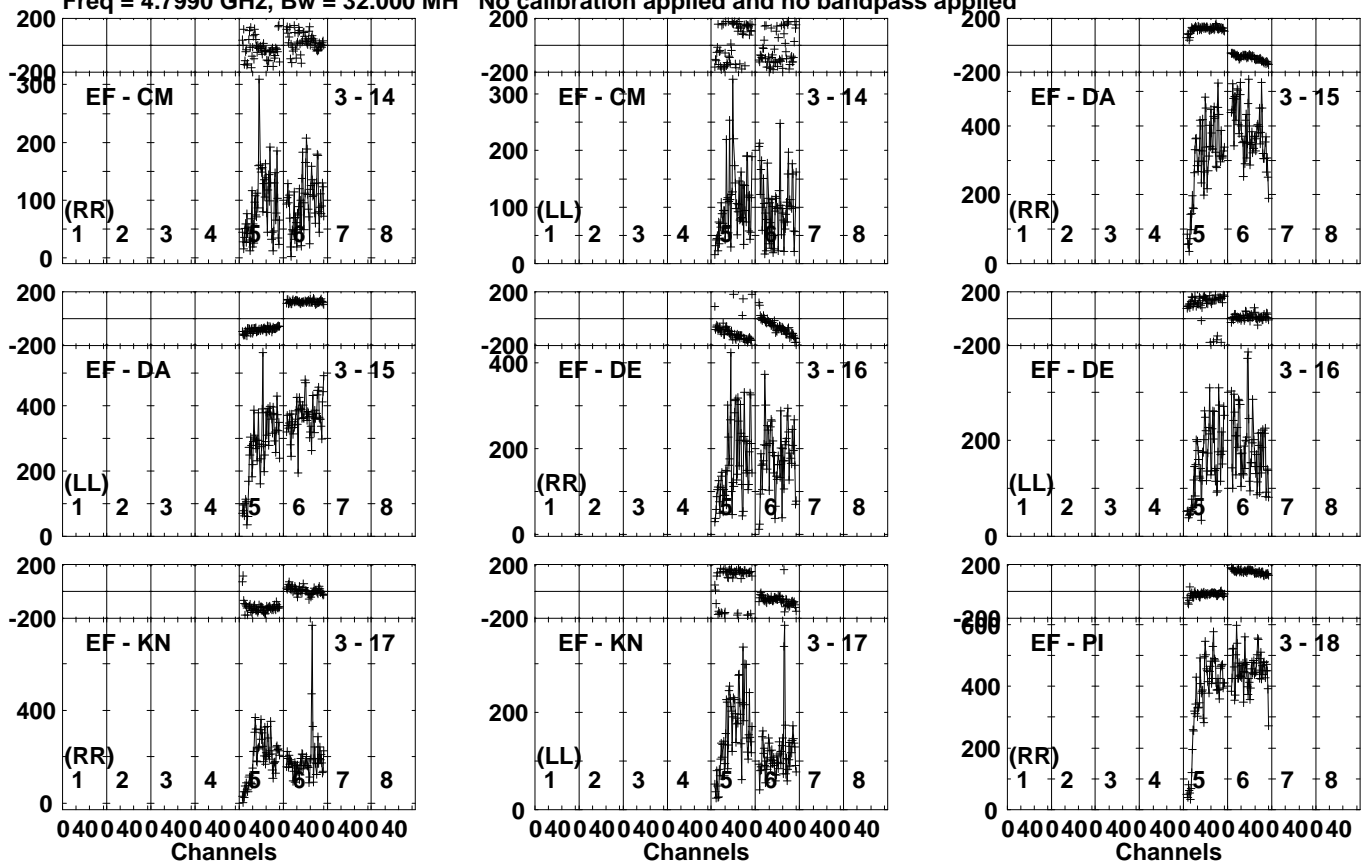 Freq = 4.7990 GHz, Bw = 32.000 MH No calibration applied and no bandpass applied
200
-200
300
200
100
0
EF - CM 3 - 14
(RR)
1 2 3 4 5 6 7 8
200
-200
300
200
100
0
EF - CM 3 - 14
(LL)
1 2 3 4 5 6 7 8
200
-200
400
200
0
EF - DA 3 - 15
(RR)
1 2 3 4 5 6 7 8
200
-200
400
200
0
EF - DA 3 - 15
(LL)
1 2 3 4 5 6 7 8
200
-200
400
200
0
EF - DE 3 - 16
(RR)
1 2 3 4 5 6 7 8
200
-200
200
0
EF - DE 3 - 16
(LL)
1 2 3 4 5 6 7 8
200
-200
400
0
EF - KN 3 - 17
(RR)
1 2 3 4 5 6 7 8
0 40 0 40 0 40 0 40 0 40 0 40 0 40 0 40
Channels
200
-200
200
0
EF - KN 3 - 17
(LL)
1 2 3 4 5 6 7 8
0 40 0 40 0 40 0 40 0 40 0 40 0 40 0 40
Channels
200
-200
600
400
200
0
EF - PI 3 - 18
(RR)
1 2 3 4 5 6 7 8
0 40 0 40 0 40 0 40 0 40 0 40 0 40 0 40
Channels